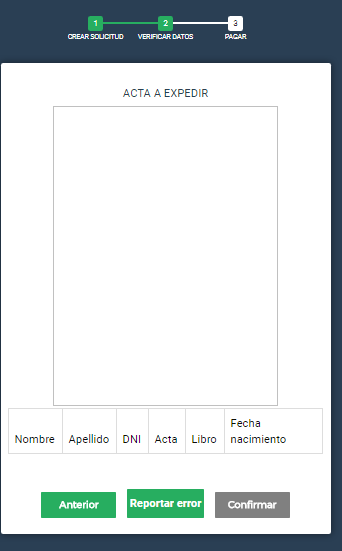 1 2 3
CREAR SOLICITUD VERIFICAR DATOS PAGAR
ACTA A EXPEDIR
Nombre Apellido DNI Acta Libro Fecha
nacimiento
Anterior Reportar error Confirmar